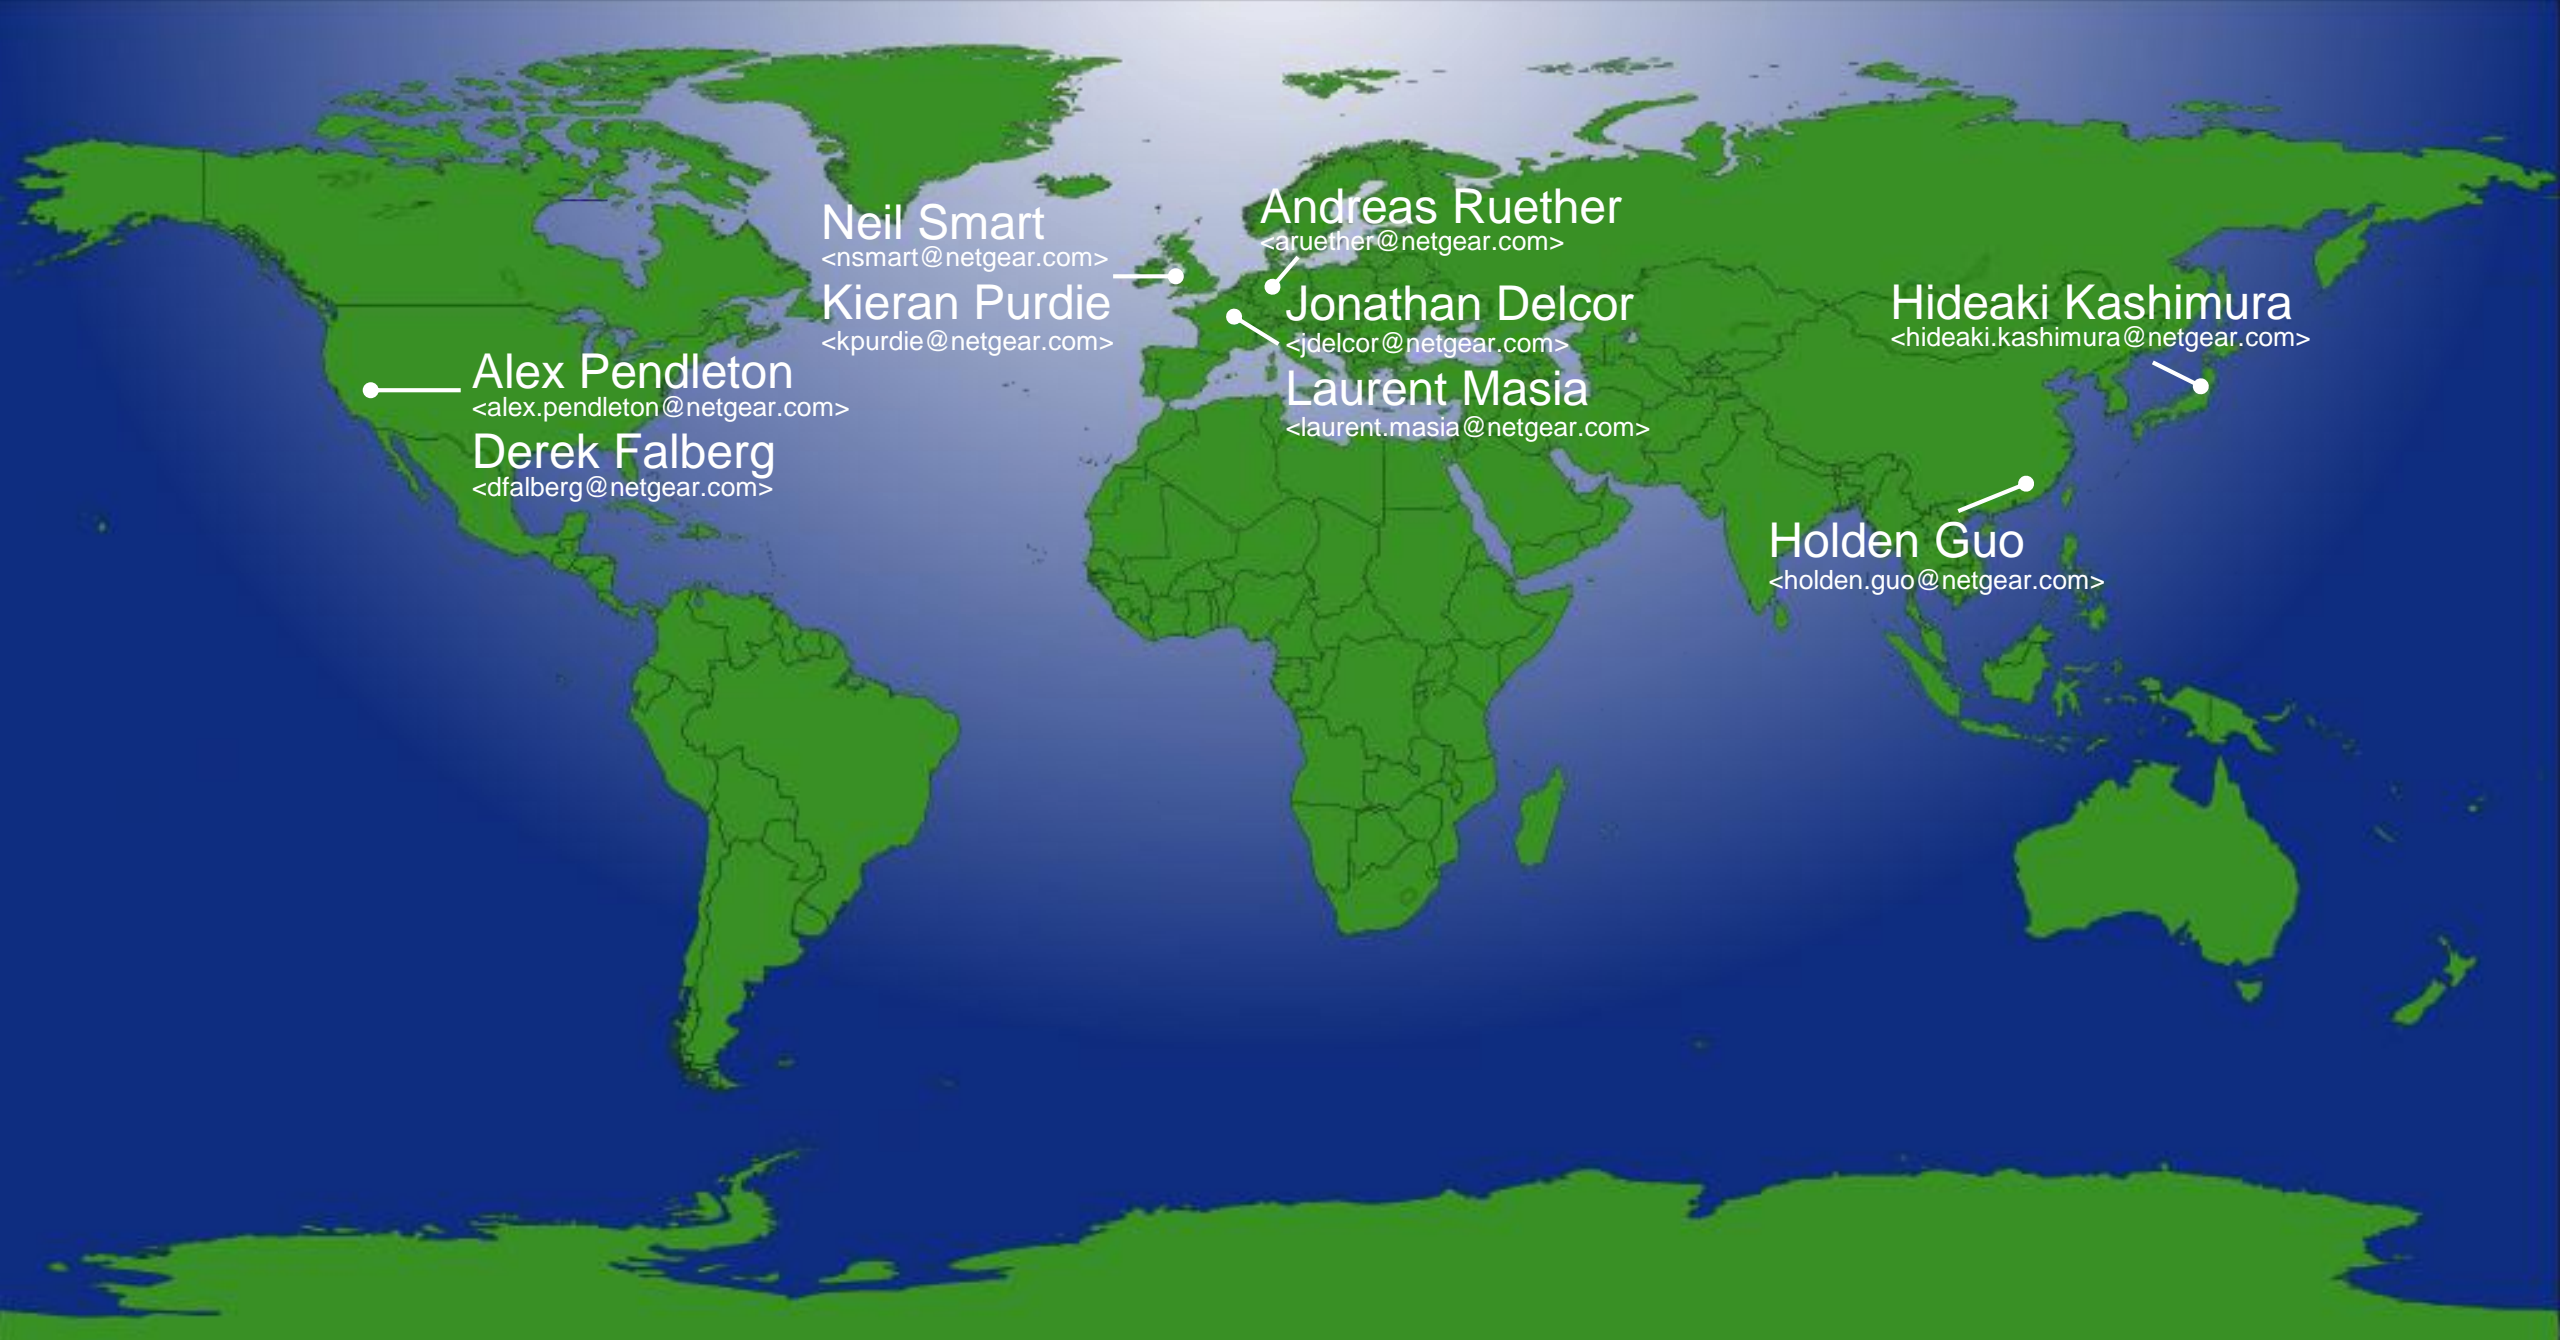 Neil Smart
<nsmart@netgear.com>
Kieran Purdie
<kpurdie@netgear.com>
Andreas Ruether
<aruether@netgear.com>
Jonathan Delcor
<jdelcor@netgear.com>
Laurent Masia
<laurent.masia@netgear.com>
Hideaki Kashimura
<hideaki.kashimura@netgear.com>
Alex Pendleton
<alex.pendleton@netgear.com>
Derek Falberg
<dfalberg@netgear.com>
Holden Guo
<holden.guo@netgear.com>